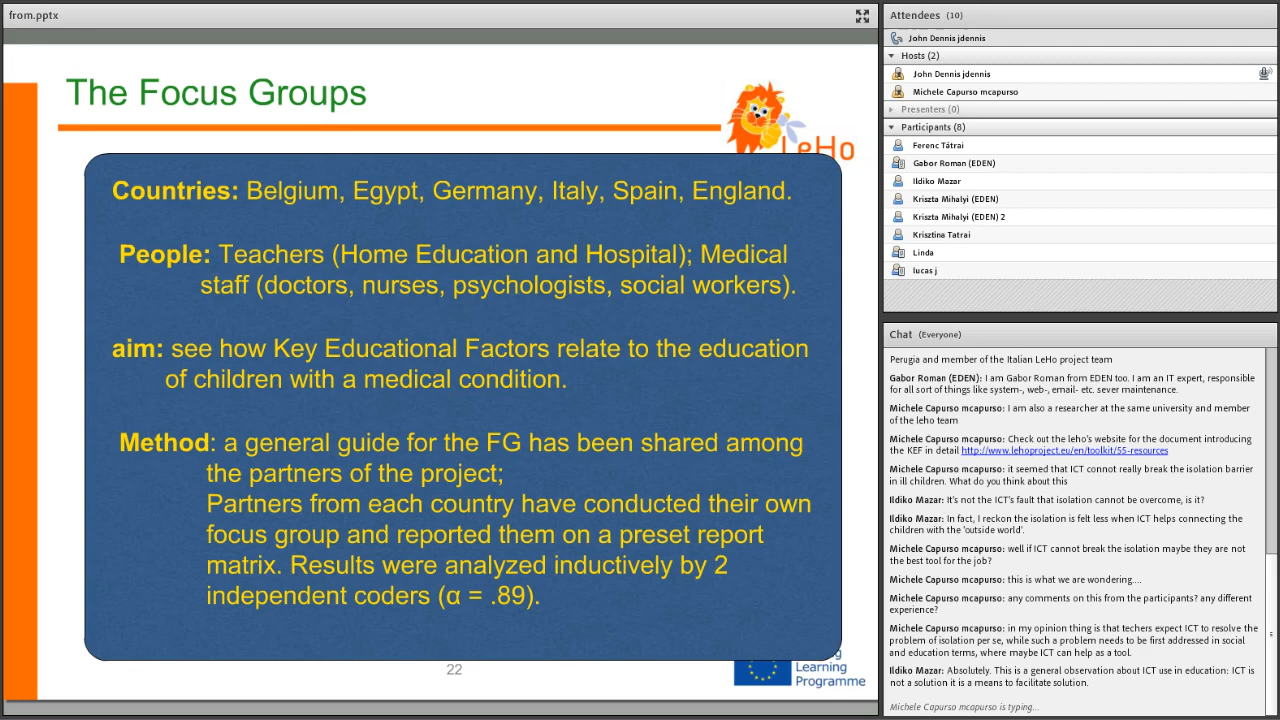 from.pptx
The Focus Groups
LeHo
Countries: Belgium, Egypt, Germany, Italy, Spain, England.
People: Teachers (Home Education and Hospital); Medical
staff (doctors, nurses, psychologists, social workers).
aim: see how Key Educational Factors relate to the education
of children with a medical condition.
Method: a general guide for the FG has been shared among
the partners of the project;
Partners from each country have conducted their own
focus group and reported them on a preset report
matrix. Results were analyzed inductively by 2
independent coders (α = .89).
22
Learning
Programme
Attendees (10)
John Dennis jdennis
Hosts (2)
John Dennis jdennis
Michele Capurso mcapurso
Presenters (0)
Participants (8)
Ferenc Tátrai
Gabor Roman (EDEN)
Ildiko Mazar
Kriszta Mihalyi (EDEN)
Kriszta Mihalyi (EDEN) 2
Krisztina Tatrai
Linda
lucas j
Chat (Everyone)
Perugia and member of the Italian LeHo project team
Gabor Roman (EDEN): I am Gabor Roman from EDEN too. I am an IT expert, responsible
for all sort of things like system-, web-, email- etc. sever maintenance.
Michele Capurso mcapurso: I am also a researcher at the same university and member
of the leho team
Michele Capurso mcapurso: Check out the leho's website for the document introducing
the KEF in detail http://www.lehoproject.eu/en/toolkit/55-resources
Michele Capurso mcapurso: it seemed that ICT cannot really break the isolation barrier
in ill children. What do you think about this
Ildiko Mazar: It's not the ICT's fault that isolation cannot be overcome, is it?
Ildiko Mazar: In fact, I reckon the isolation is felt less when ICT helps connecting the
children with the 'outside world'.
Michele Capurso mcapurso: well if ICT cannot break the isolation maybe they are not
the best tool for the job?
Michele Capurso mcapurso: this is what we are wondering....
Michele Capurso mcapurso: any comments on this from the participants? any different
experience?
Michele Capurso mcapurso: in my opinion thing is that techers expect ICT to resolve the
problem of isolation per se, while such a problem needs to be first addressed in social
and education terms, where maybe ICT can help as a tool.
Ildiko Mazar: Absolutely. This is a general observation about ICT use in education: ICT is
not a solution it is a means to facilitate solution.
Michele Capurso mcapurso is typing...